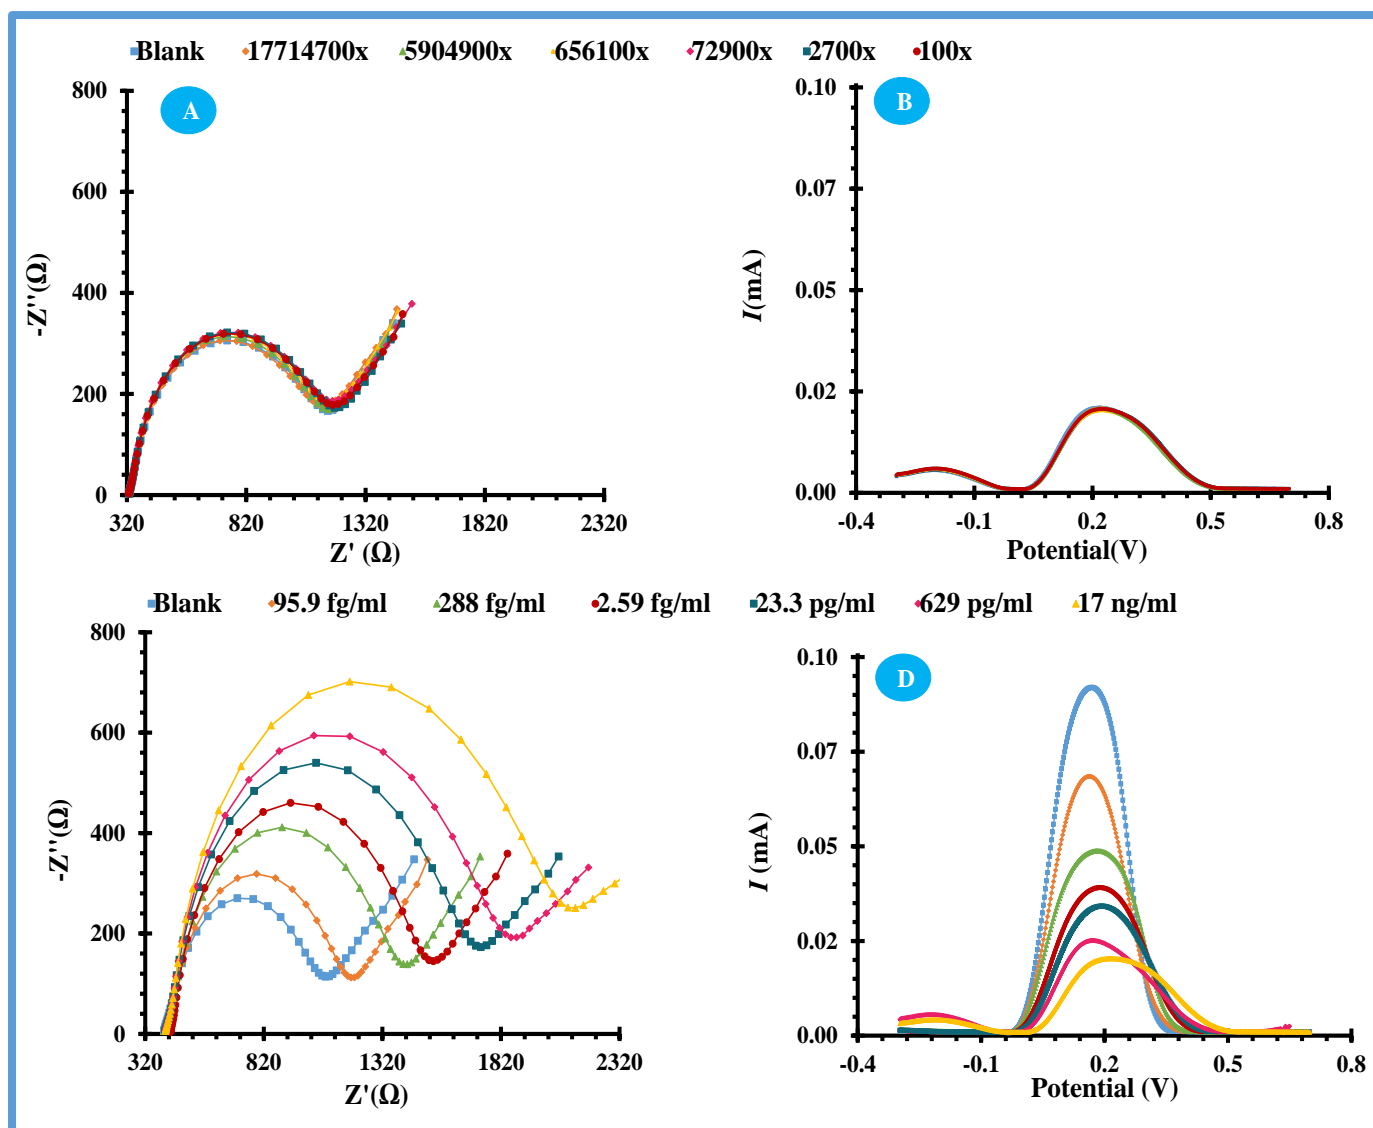 Blank 17714700x 5904900x 656100x 72900x 2700x 100x
A
800
600
400
200
0
320 820 1320 1820 2320
-Z''(Ω)
Z' (Ω)
B
0.10
0.07
0.05
0.02
0.00
-0.4 -0.1 0.2 0.5 0.8
I(mA)
Potential(V)
Blank 95.9 fg/ml 288 fg/ml 2.59 fg/ml 23.3 pg/ml 629 pg/ml 17 ng/ml
800
600
400
200
0
320 820 1320 1820 2320
-Z''(Ω)
Z'(Ω)
D
0.10
0.07
0.05
0.02
0.00
-0.4 -0.1 0.2 0.5 0.8
I (mA)
Potential (V)